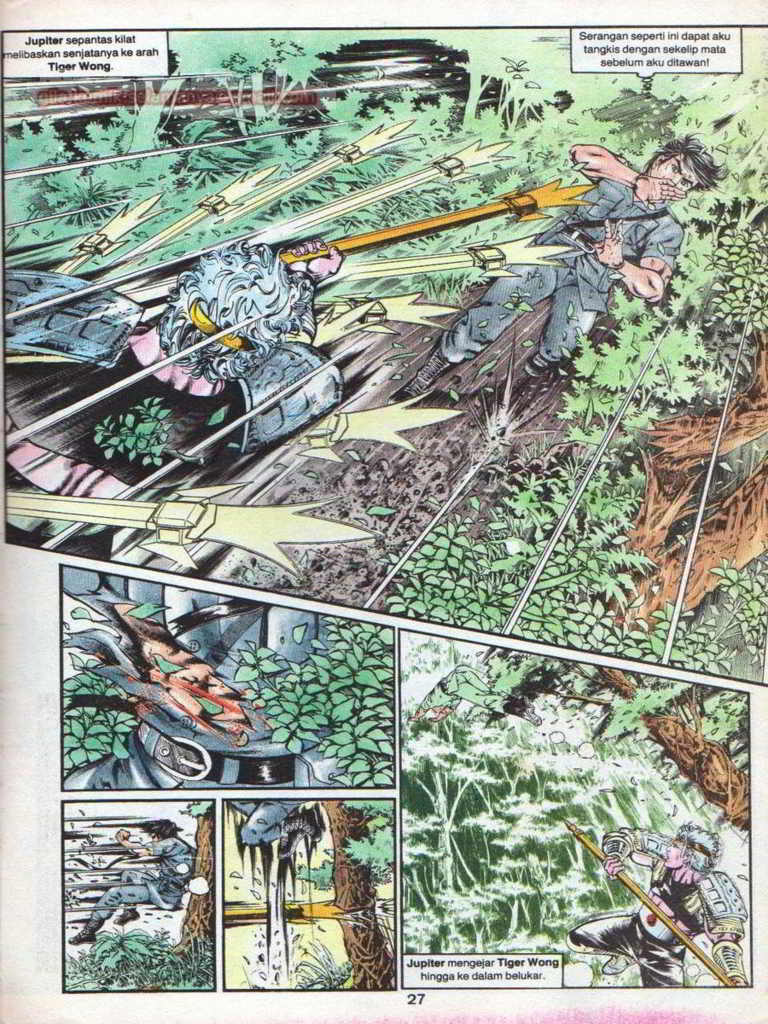 Jupiter sepantas kilat
melibaskan senjatanya ke arah
Tiger Wong.
Serangan seperti ini dapat aku
tangkis dengan sekelip mata
sebelum aku ditawan!
Jupiter mengejar Tiger Wong
hingga ke dalam belukar.
27